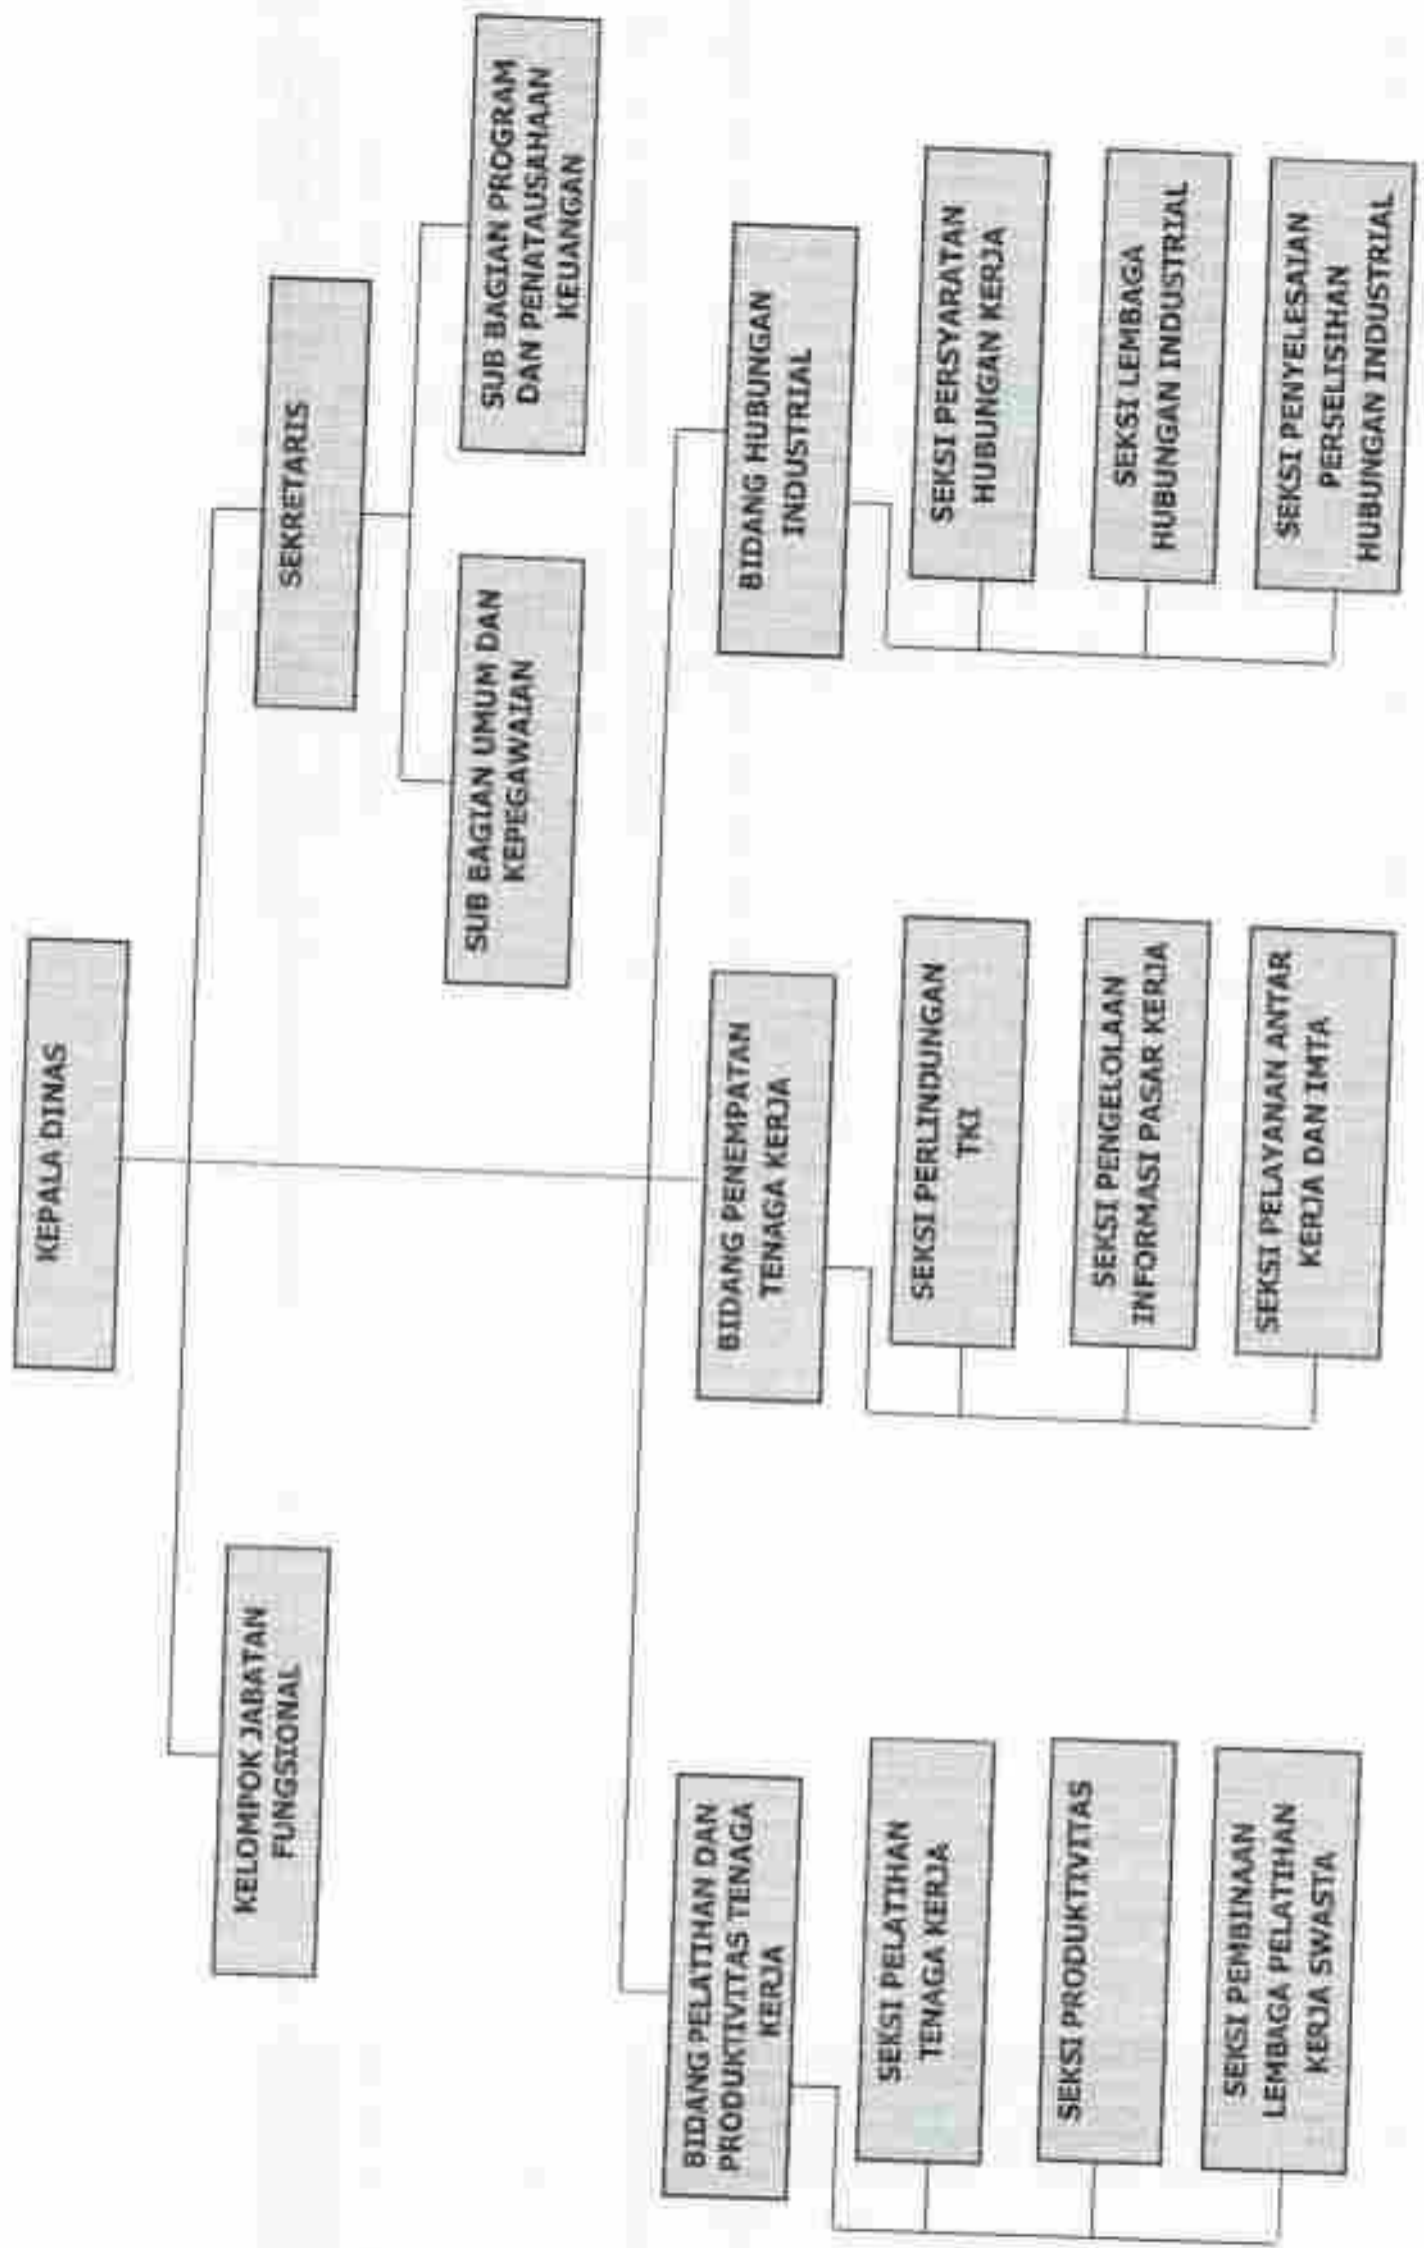 KEPALA DINAS
KELOMPOK JABATAN
FUNGSIONAL
SEKRETARIS
SUB BAGIAN UMUM DAN
KEPEGAWAIAN
SUB BAGIAN PROGRAM
DAN PENATAUSAHAAN
KEUANGAN
BIDANG PELATIHAN DAN
PRODUKTIVITAS TENAGA
KERJA
SEKSI PELATIHAN
TENAGA KERJA
SEKSI PRODUKTIVITAS
SEKSI PEMBINAAN
LEMBAGA PELATIHAN
KERJA SWASTA
BIDANG PENEMPATAN
TENAGA KERJA
SEKSI PERLINDUNGAN
TKI
SEKSI PENGELOLAAN
INFORMASI PASAR KERJA
SEKSI PELAYANAN ANTAR
KERJA DAN IMTA
BIDANG HUBUNGAN
INDUSTRIAL
SEKSI PERSYARATAN
HUBUNGAN KERJA
SEKSI LEMBAGA
HUBUNGAN INDUSTRIAL
SEKSI PENYELESAIAN
PERSELISIHAN
HUBUNGAN INDUSTRIAL